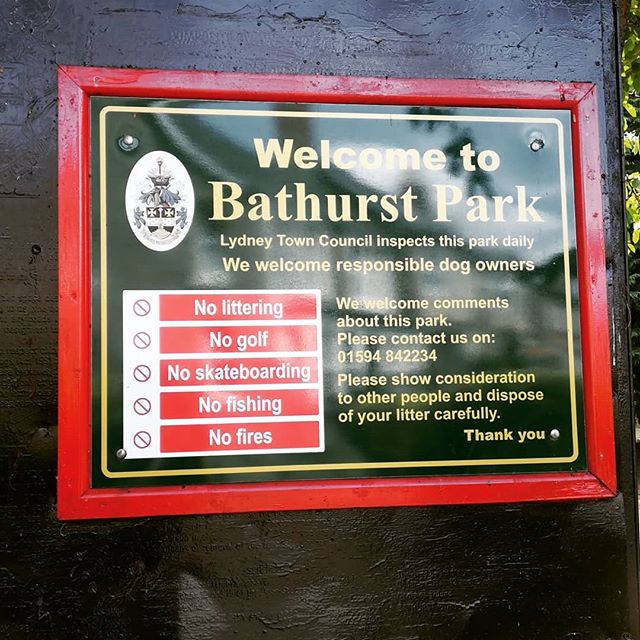 Welcome to
Bathurst Park
Lydney Town Council inspects this park daily
We welcome responsible dog owners
No littering
No golf
No skateboarding
No fishing
No fires
We welcome comments
about this park.
Please contact us on:
01594 842234
Please show consideration
to other people and dispose
of your litter carefully.
Thank you